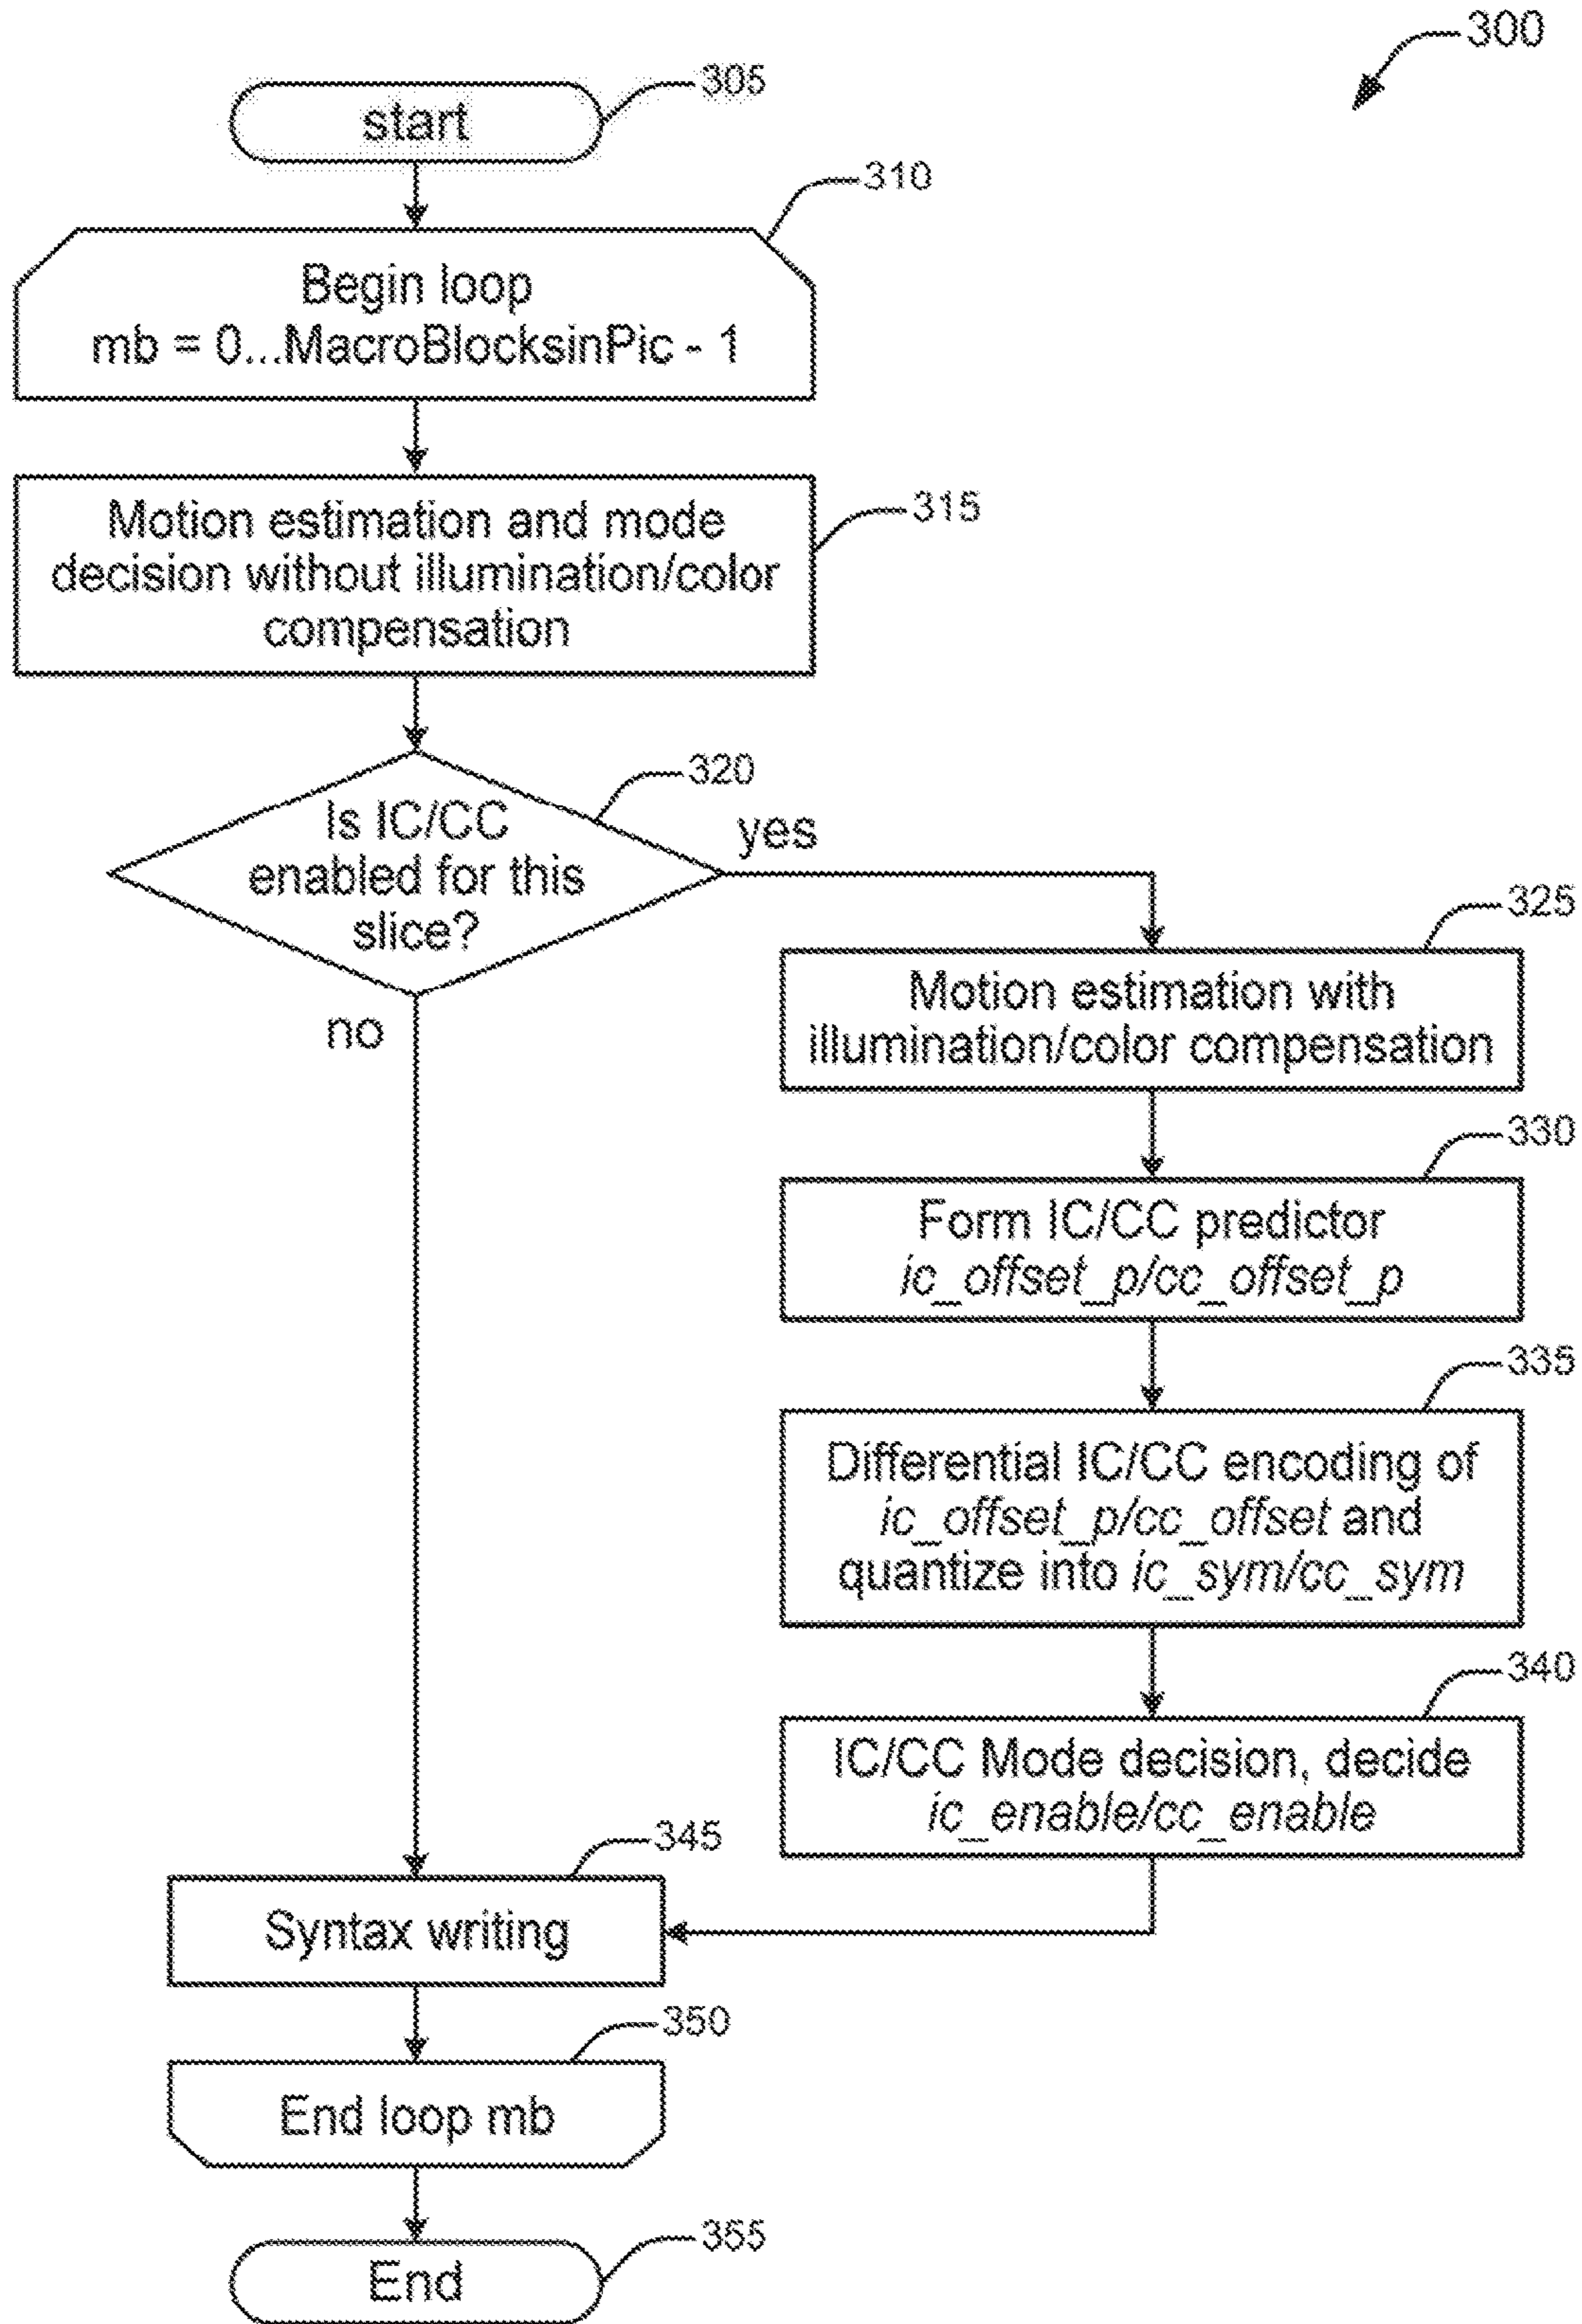 300
305
start
310
Begin loop
mb = 0...MacroBlocksinPic - 1
315
Motion estimation and mode
decision without illumination/color
compensation
320
Is IC/CC
enabled for this
slice?
yes
no
325
Motion estimation with
illumination/color compensation
330
Form IC/CC predictor
ic_offset_p/cc_offset_p
335
Differential IC/CC encoding of
ic_offset_p/cc_offset and
quantize into ic_sym/cc_sym
340
IC/CC Mode decision, decide
ic_enable/cc_enable
345
Syntax writing
350
End loop mb
355
End